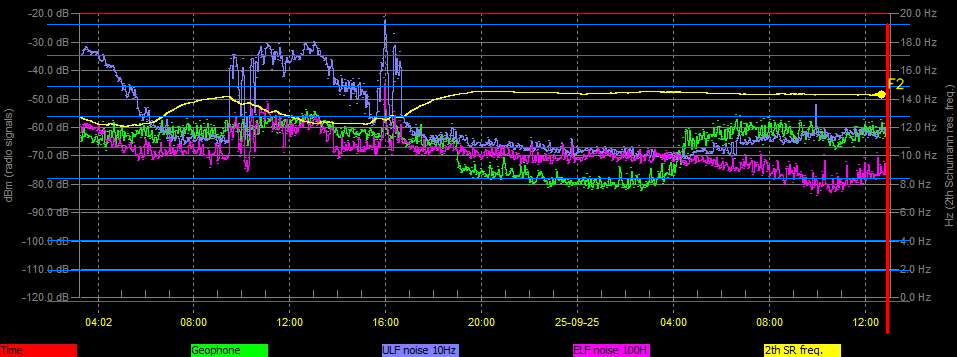 -20.0 dB 20.0 Hz
-30.0 dB 18.0 Hz
-40.0 dB 16.0 Hz
-50.0 dB 14.0 Hz
F2
-60.0 dB 12.0 Hz
-70.0 dB 10.0 Hz
-80.0 dB 8.0 Hz
-90.0 dB 6.0 Hz
-100.0 dB 4.0 Hz
-110.0 dB 2.0 Hz
-120.0 dB 0.0 Hz
dBm (radio signals)
Hz (2th Schumann res. freq.)
04:02 08:00 12:00 16:00 20:00 25-09-25 04:00 08:00 12:00
Time Geophone ULF noise 10Hz ELF noise 100H 2th SR freq.